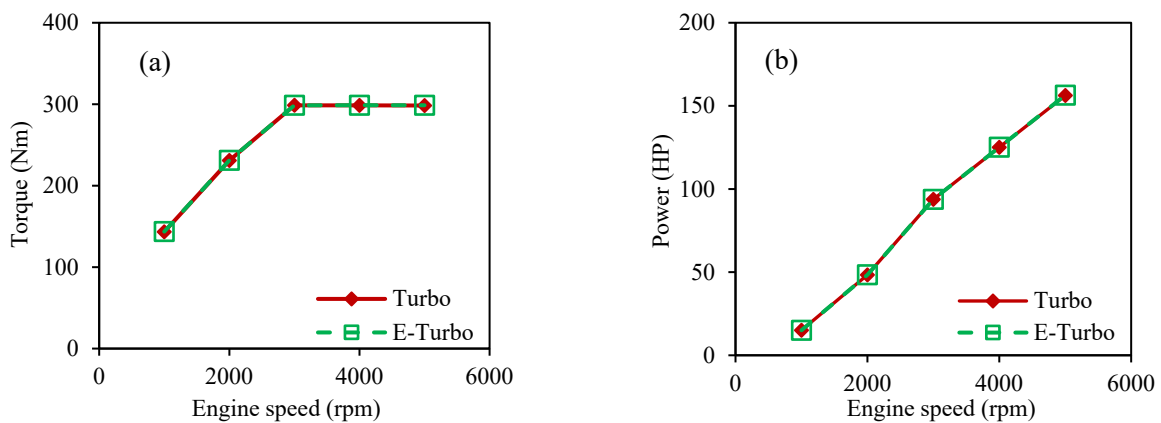 (a)
Torque (Nm)
400
300
200
100
0
0 2000 4000 6000
Engine speed (rpm)
Turbo
E-Turbo
(b)
Power (HP)
200
150
100
50
0
0 2000 4000 6000
Engine speed (rpm)
Turbo
E-Turbo